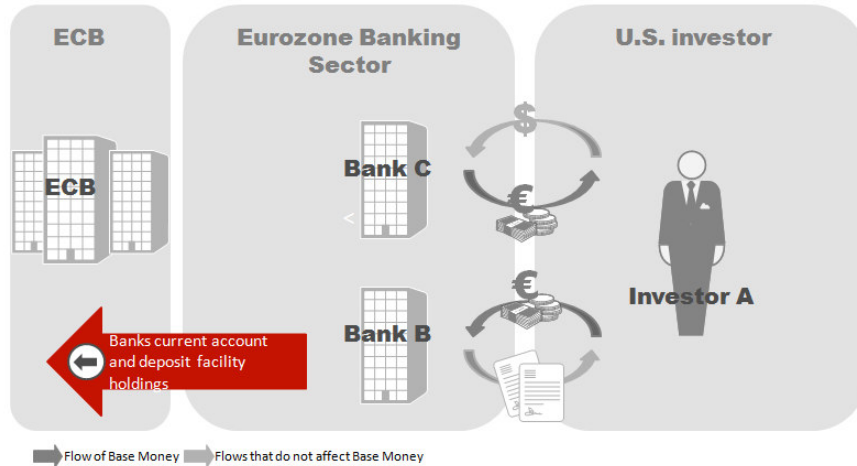 ECB
Eurozone Banking
Sector
U.S. investor
$
Bank C
ECB
<
€
€
Investor A
Bank B
Banks current account
and deposit facility
holdings
Flow of Base Money
Flows that do not affect Base Money